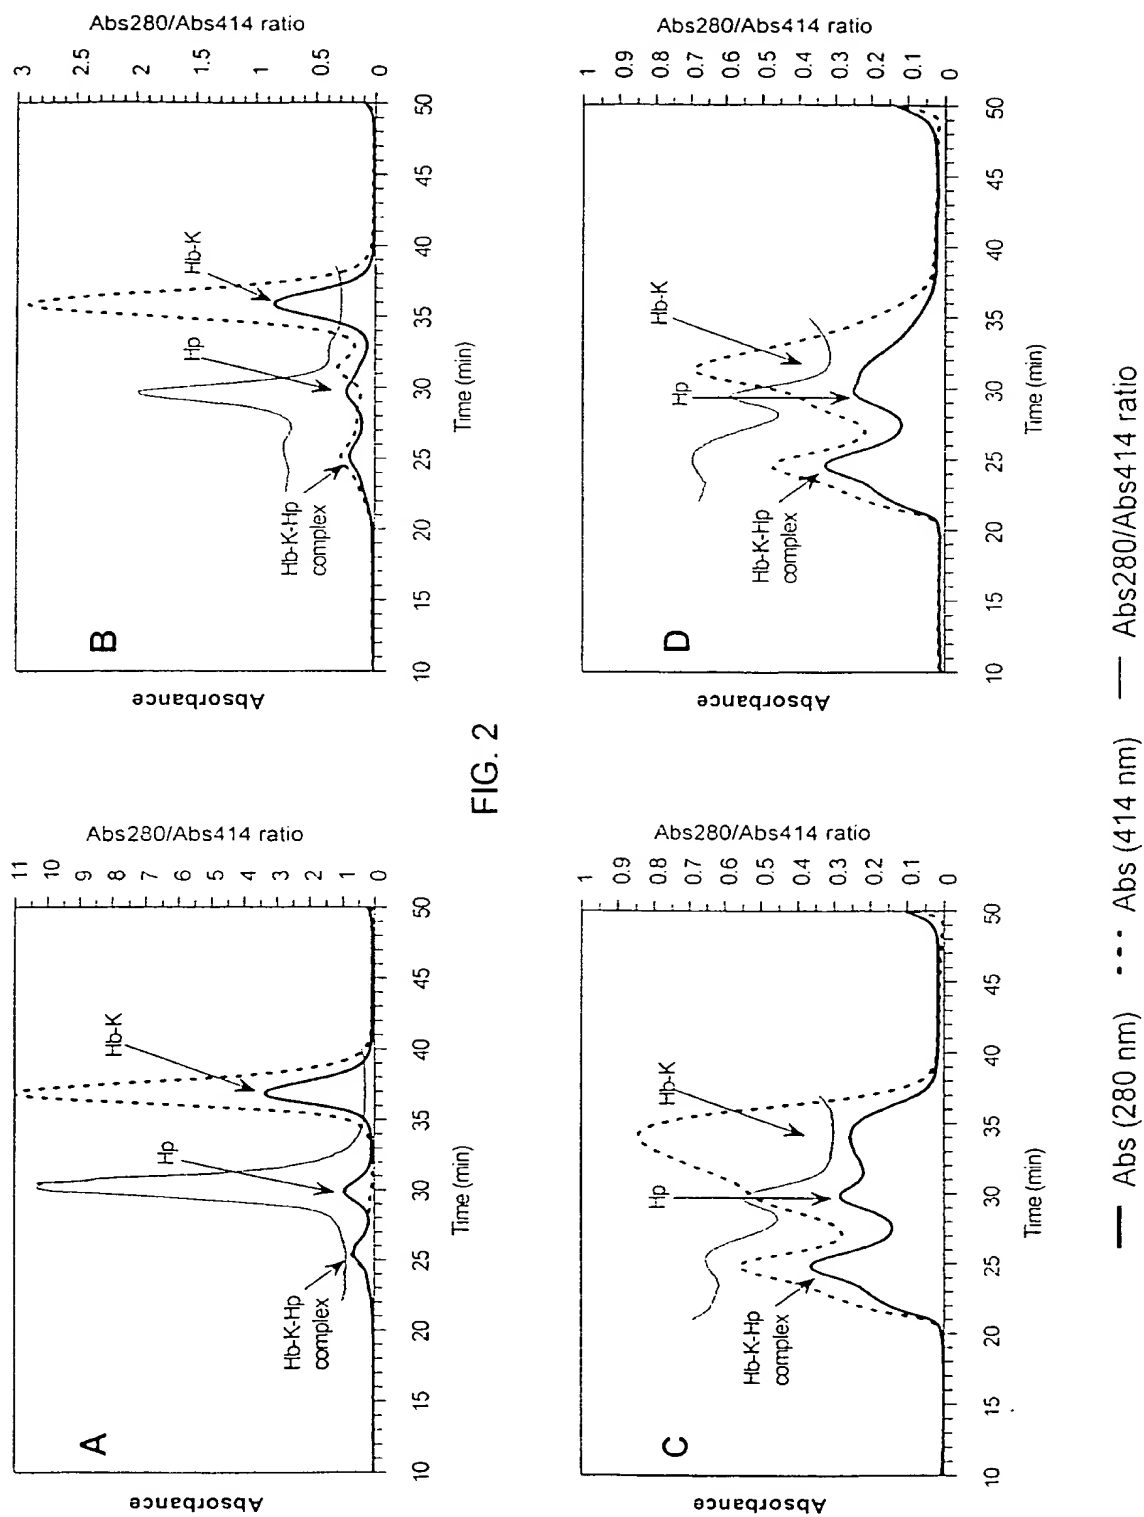 A
Absorbance
Abs280/Abs414 ratio
11
10
9
8
7
6
5
4
3
2
1
0
10 15 20 25 30 35 40 45 50
Time (min)
Hb-K-Hp
complex
Hp
Hb-K
B
Absorbance
Abs280/Abs414 ratio
3
2.5
2
1.5
1
0.5
0
10 15 20 25 30 35 40 45 50
Time (min)
Hb-K-Hp
complex
Hp
Hb-K
FIG. 2
C
Absorbance
Abs280/Abs414 ratio
1
0.9
0.8
0.7
0.6
0.5
0.4
0.3
0.2
0.1
0
10 15 20 25 30 35 40 45 50
Time (min)
Hb-K-Hp
complex
Hp
Hb-K
D
Absorbance
Abs280/Abs414 ratio
1
0.9
0.8
0.7
0.6
0.5
0.4
0.3
0.2
0.1
0
10 15 20 25 30 35 40 45 50
Time (min)
Hb-K-Hp
complex
Hp
Hb-K
Abs (280 nm) Abs (414 nm) Abs280/Abs414 ratio